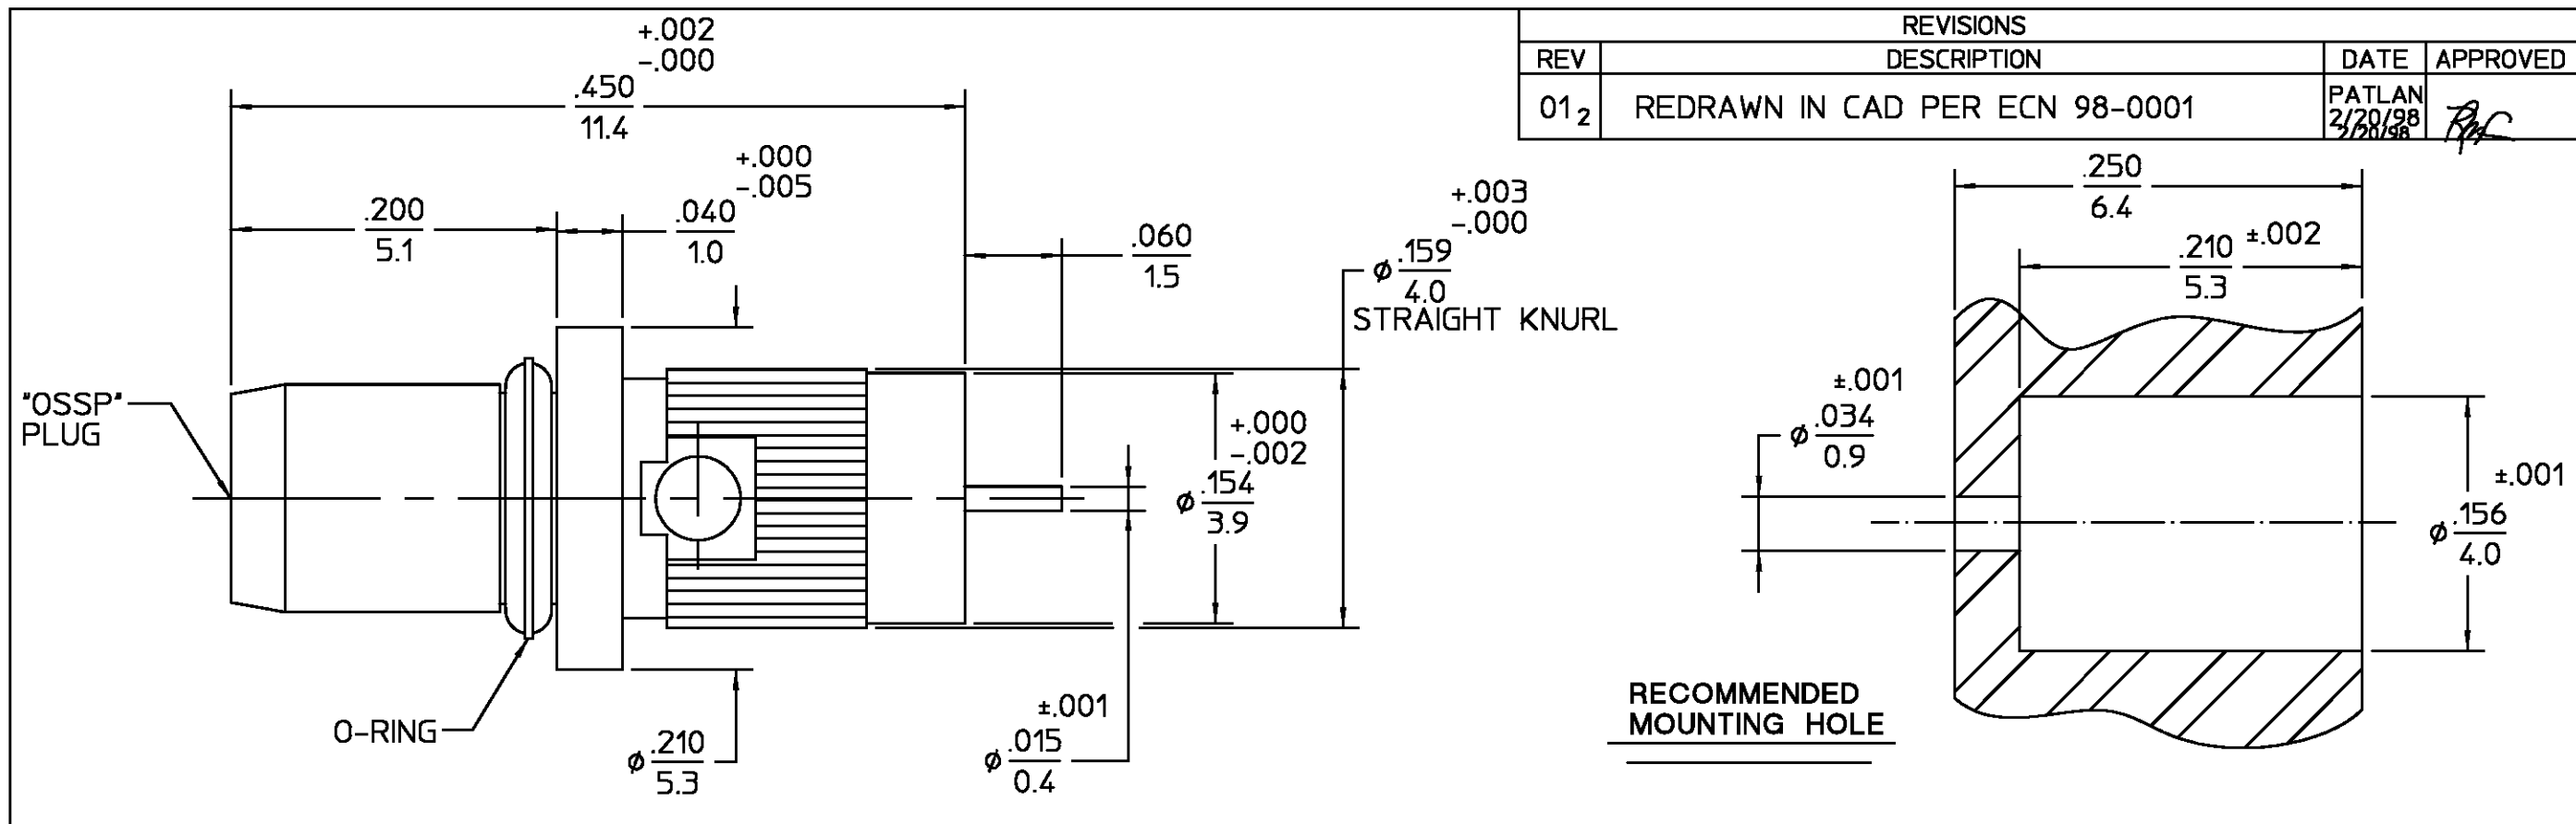 REVISIONS
REV DESCRIPTION DATE APPROVED
01 2 REDRAWN IN CAD PER ECN 98-0001 PATLAN
2/20/98
2/20/98
+.002
-.000
.450
11.4
+.000
-.005
.200
5.1
.040
1.0
.060
1.5
+.003
-.000
ø .159
4.0
STRAIGHT KNURL
"OSSP"
PLUG
+.000
-.002
ø .154
3.9
O-RING
ø .210
5.3
±.001
ø .015
0.4
.250
6.4
.210 ±.002
5.3
±.001
ø .034
0.9
±.001
ø .156
4.0
RECOMMENDED
MOUNTING HOLE